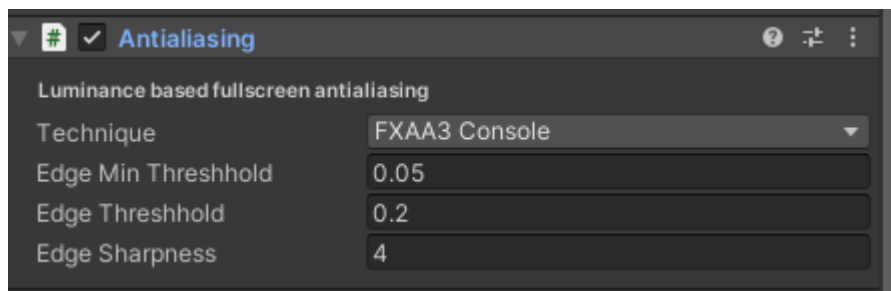 # Antialiasing
Luminance based fullscreen antialiasing
Technique FXAA3 Console
Edge Min Threshhold 0.05
Edge Threshhold 0.2
Edge Sharpness 4